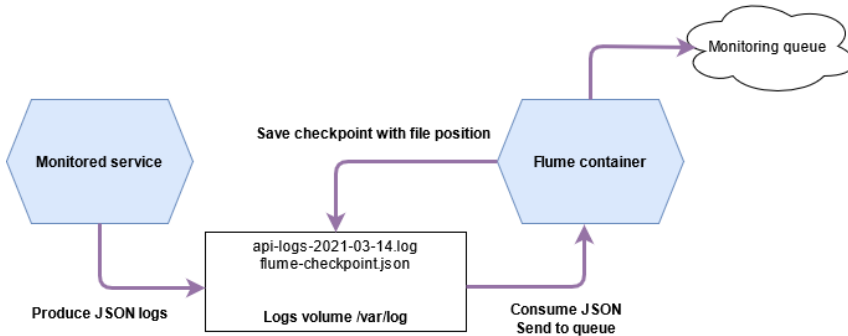 Monitoring queue
Save checkpoint with file position
Monitored service
Flume container
api-logs-2021-03-14.log
flume-checkpoint.json
Logs volume /var/log
Produce JSON logs
Consume JSON
Send to queue